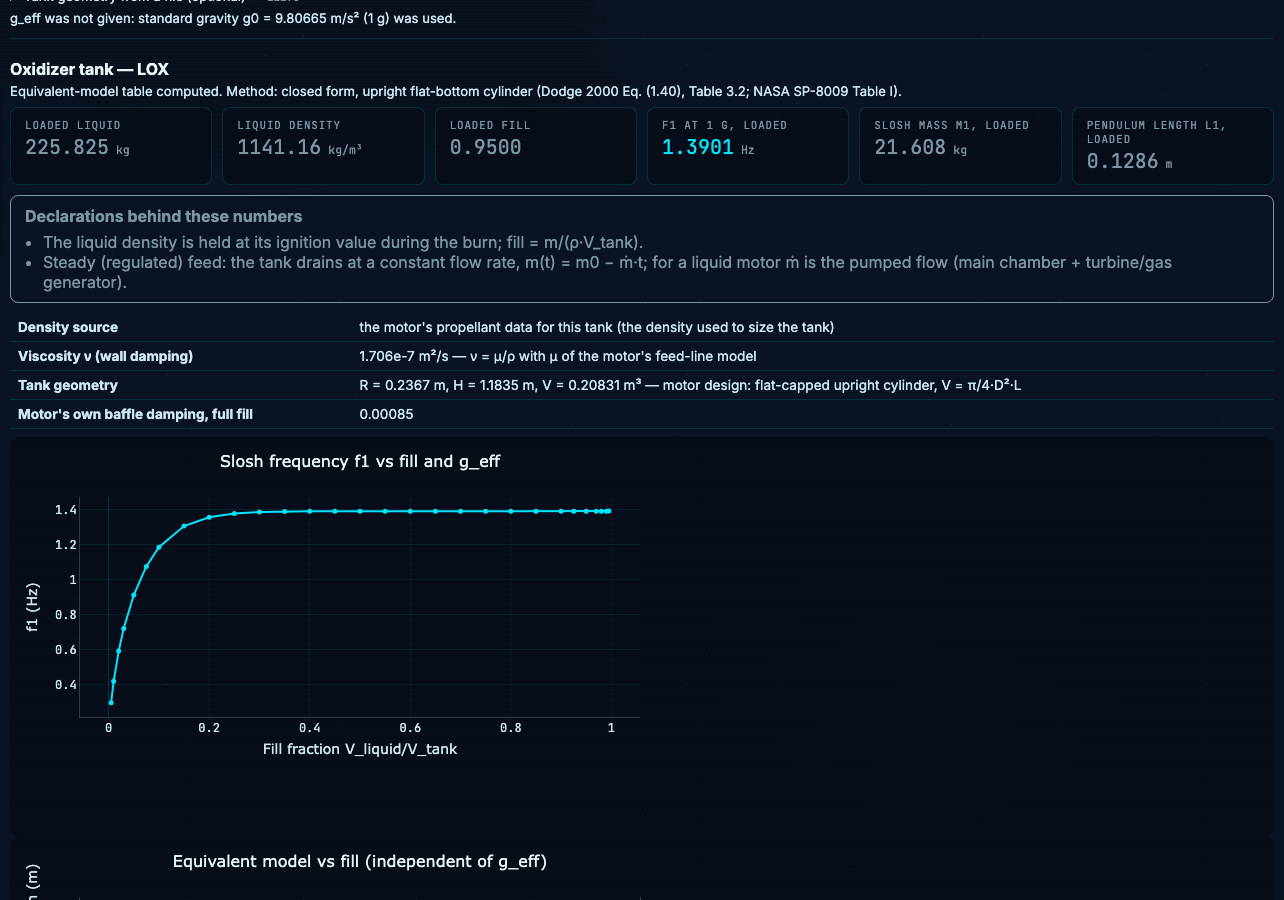 g_eff was not given: standard gravity g0 = 9.80665 m/s² (1 g) was used.
Oxidizer tank — LOX
Equivalent-model table computed. Method: closed form, upright flat-bottom cylinder (Dodge 2000 Eq. (1.40), Table 3.2; NASA SP-8009 Table I).
LOADED LIQUID
225.825 kg
LIQUID DENSITY
1141.16 kg/m³
LOADED FILL
0.9500
F1 AT 1 G, LOADED
1.3901 Hz
SLOSH MASS M1, LOADED
21.608 kg
PENDULUM LENGTH L1,
LOADED
0.1286 m
Declarations behind these numbers
• The liquid density is held at its ignition value during the burn; fill = m/(ρ·V_tank).
• Steady (regulated) feed: the tank drains at a constant flow rate, m(t) = m0 − ṁ·t; for a liquid motor ṁ is the pumped flow (main chamber + turbine/gas
generator).
Density source the motor's propellant data for this tank (the density used to size the tank)
Viscosity ν (wall damping) 1.706e-7 m²/s — ν = μ/ρ with μ of the motor's feed-line model
Tank geometry R = 0.2367 m, H = 1.1835 m, V = 0.20831 m³ — motor design: flat-capped upright cylinder, V = π/4·D²·L
Motor's own baffle damping, full fill 0.00085
Slosh frequency f1 vs fill and g_eff
1.4
1.2
1
0.8
0.6
0.4
f1 (Hz)
0 0.2 0.4 0.6 0.8 1
Fill fraction V_liquid/V_tank
Equivalent model vs fill (independent of g_eff)
(m)